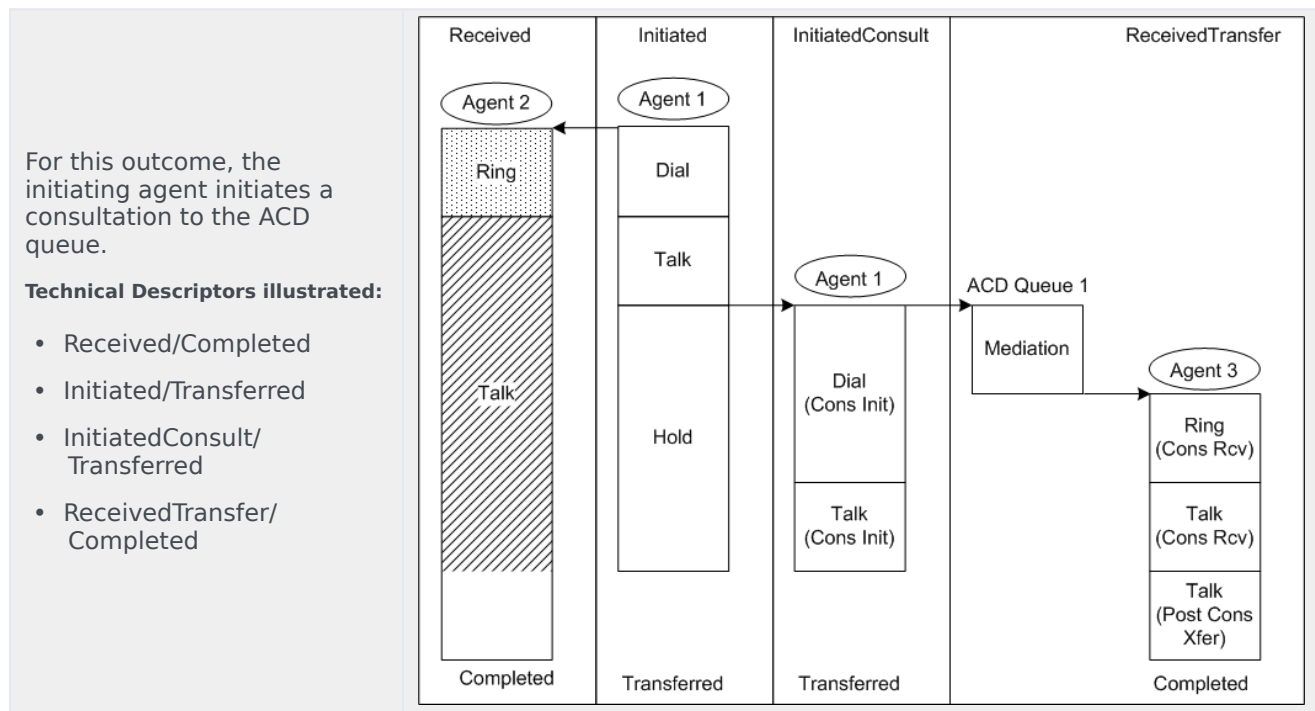 For this outcome, the
initiating agent initiates a
consultation to the ACD
queue.
Technical Descriptors illustrated:
• Received/Completed
• Initiated/Transferred
• InitiatedConsult/
Transferred
• ReceivedTransfer/
Completed
Received
Initiated
InitiatedConsult
ReceivedTransfer
Agent 2
Agent 1
Ring
Dial
Talk
Agent 1
ACD Queue 1
Mediation
Agent 3
Talk
Hold
Dial
(Cons Init)
Ring
(Cons Rcv)
Talk
(Cons Init)
Talk
(Cons Rcv)
Talk
(Post Cons
Xfer)
Completed
Transferred
Transferred
Completed